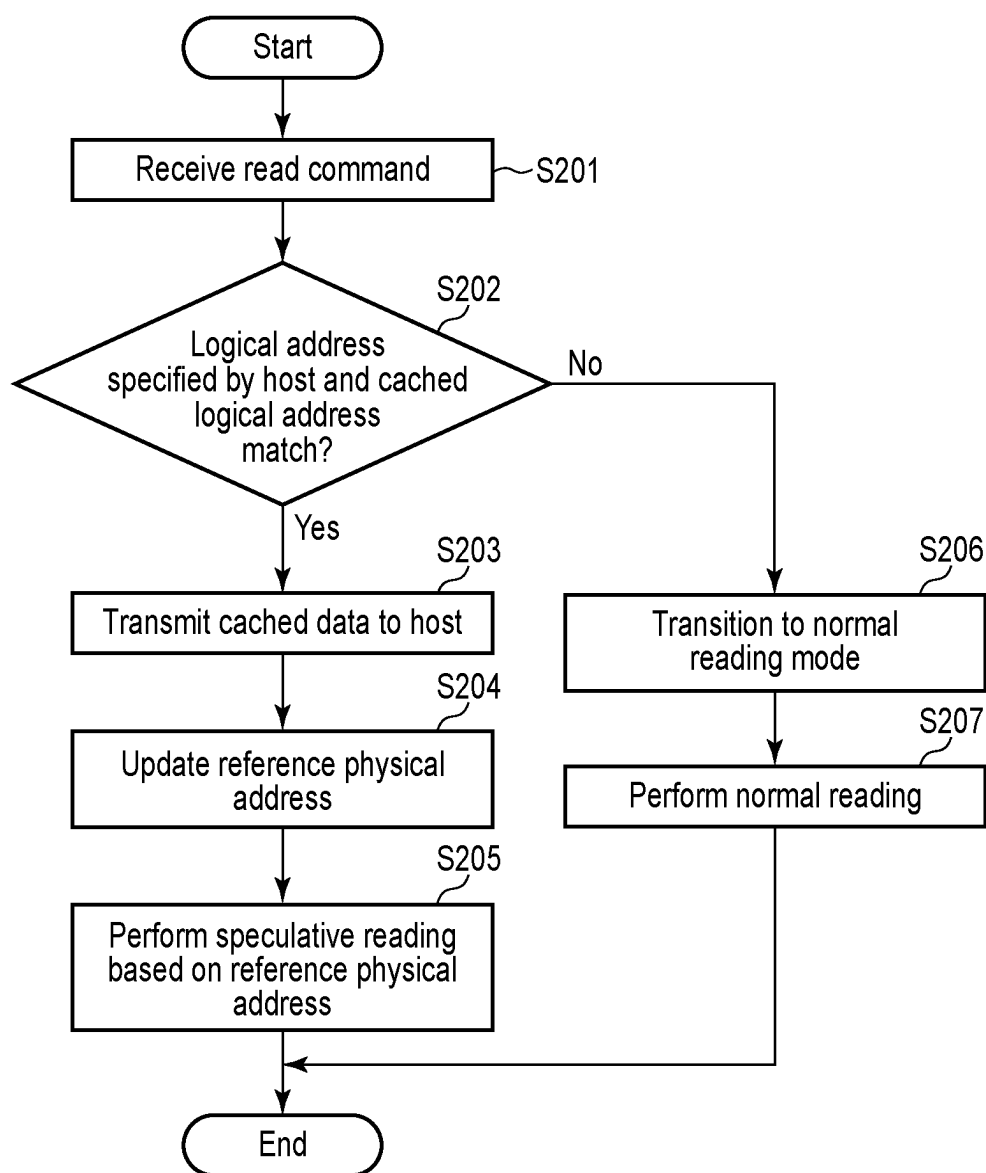 Start
Receive read command
S201
S202
Logical address
specified by host and cached
logical address
match?
No
Yes
S203
Transmit cached data to host
S204
Update reference physical
address
S205
Perform speculative reading
based on reference physical
address
S206
Transition to normal
reading mode
S207
Perform normal reading
End